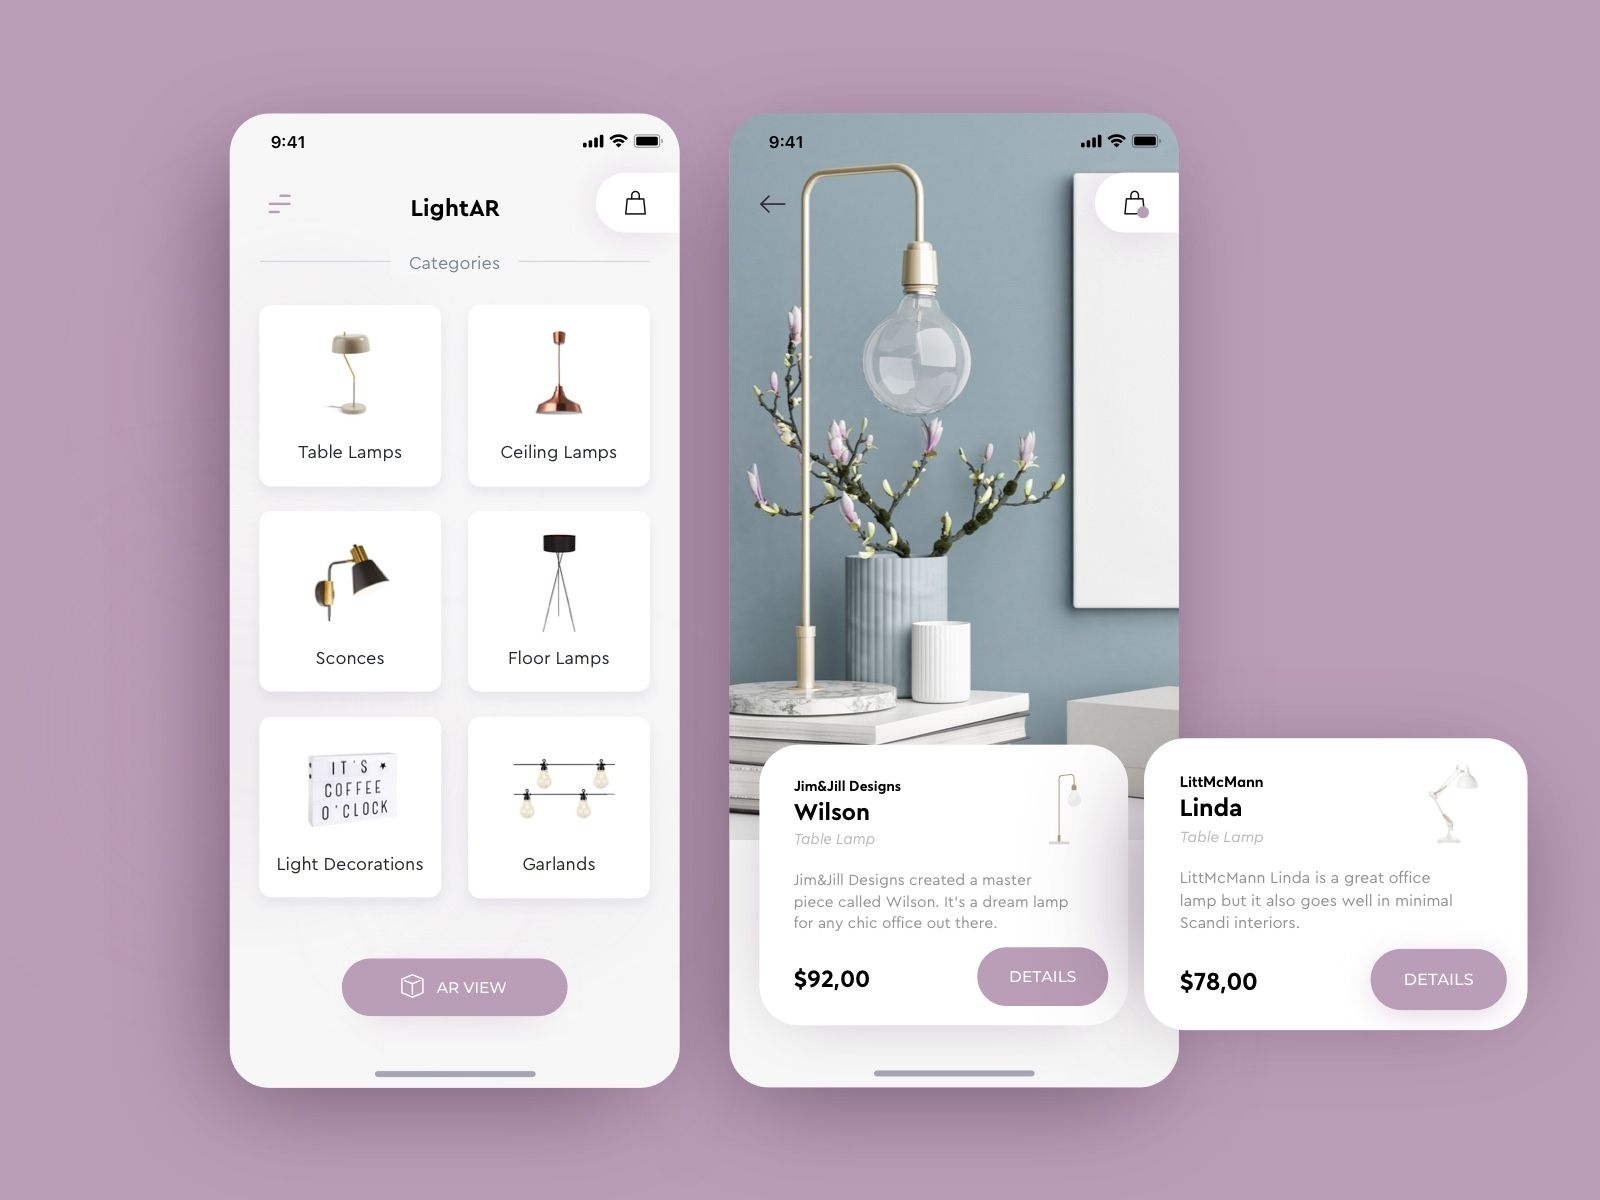 9:41
LightAR
Categories
Table Lamps
Ceiling Lamps
Sconces
Floor Lamps
IT'S
COFFEE
O'CLOCK
Light Decorations
Garlands
AR VIEW
9:41
Jim&Jill Designs
Wilson
Table Lamp
Jim&Jill Designs created a master
piece called Wilson. It's a dream lamp
for any chic office out there.
$92,00
DETAILS
LittMcMann
Linda
Table Lamp
LittMcMann Linda is a great office
lamp but it also goes well in minimal
Scandi interiors.
$78,00
DETAILS